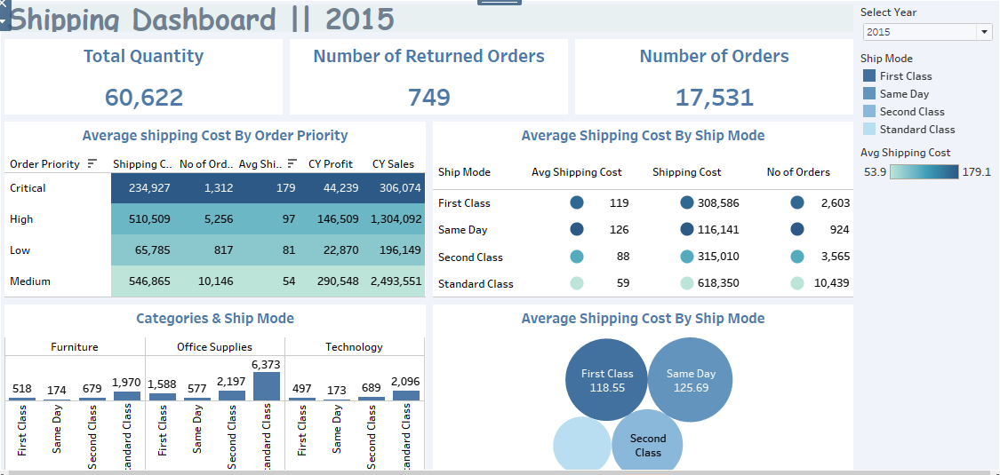 Shipping Dashboard || 2015
Select Year
2015
Ship Mode
First Class
Same Day
Second Class
Standard Class
Avg Shipping Cost
53.9 179.1
Total Quantity
60,622
Number of Returned Orders
749
Number of Orders
17,531
Average shipping Cost By Order Priority
Order Priority Shipping C.. No of Ord.. Avg Shi.. CY Profit CY Sales
Critical 234,927 1,312 179 44,239 306,074
High 510,509 5,256 97 146,509 1,304,092
Low 65,785 817 81 22,870 196,149
Medium 546,865 10,146 54 290,548 2,493,551
Average Shipping Cost By Ship Mode
Ship Mode Avg Shipping Cost Shipping Cost No of Orders
First Class 119 308,586 2,603
Same Day 126 116,141 924
Second Class 88 315,010 3,565
Standard Class 59 618,350 10,439
Categories & Ship Mode
Furniture Office Supplies Technology
518 174 679 1,970 1,588 577 2,197 6,373 497 173 689 2,096
First Class Same Day Second Class tandard Class First Class Same Day Second Class tandard Class First Class Same Day Second Class tandard Class
Average Shipping Cost By Ship Mode
First Class
118.55
Same Day
125.69
Second
Class